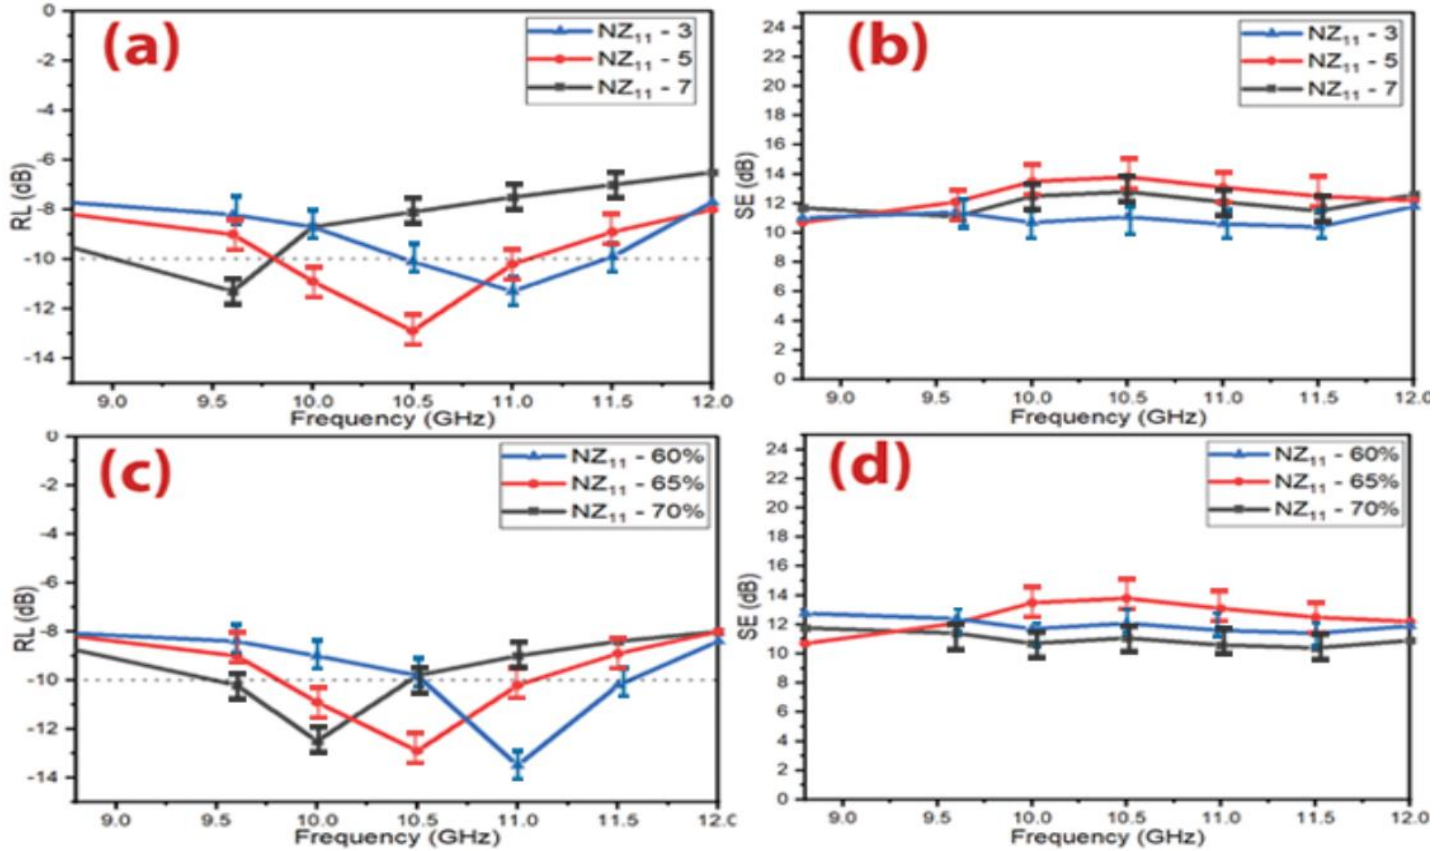 (a)
NZ₁₁ - 3
NZ₁₁ - 5
NZ₁₁ - 7
0
-2
-4
-6
-8
-10
-12
-14
RL (dB)
9.0 9.5 10.0 10.5 11.0 11.5 12.0
Frequency (GHz)
(b)
NZ₁₁ - 3
NZ₁₁ - 5
NZ₁₁ - 7
24
22
20
18
16
14
12
10
8
6
4
2
0
SE (dB)
9.0 9.5 10.0 10.5 11.0 11.5 12.0
Frequency (GHz)
(c)
NZ₁₁ - 60%
NZ₁₁ - 65%
NZ₁₁ - 70%
0
-2
-4
-6
-8
-10
-12
-14
RL (dB)
9.0 9.5 10.0 10.5 11.0 11.5 12.0
Frequency (GHz)
(d)
NZ₁₁ - 60%
NZ₁₁ - 65%
NZ₁₁ - 70%
24
22
20
18
16
14
12
10
8
6
4
2
0
SE (dB)
9.0 9.5 10.0 10.5 11.0 11.5 12.0
Frequency (GHz)